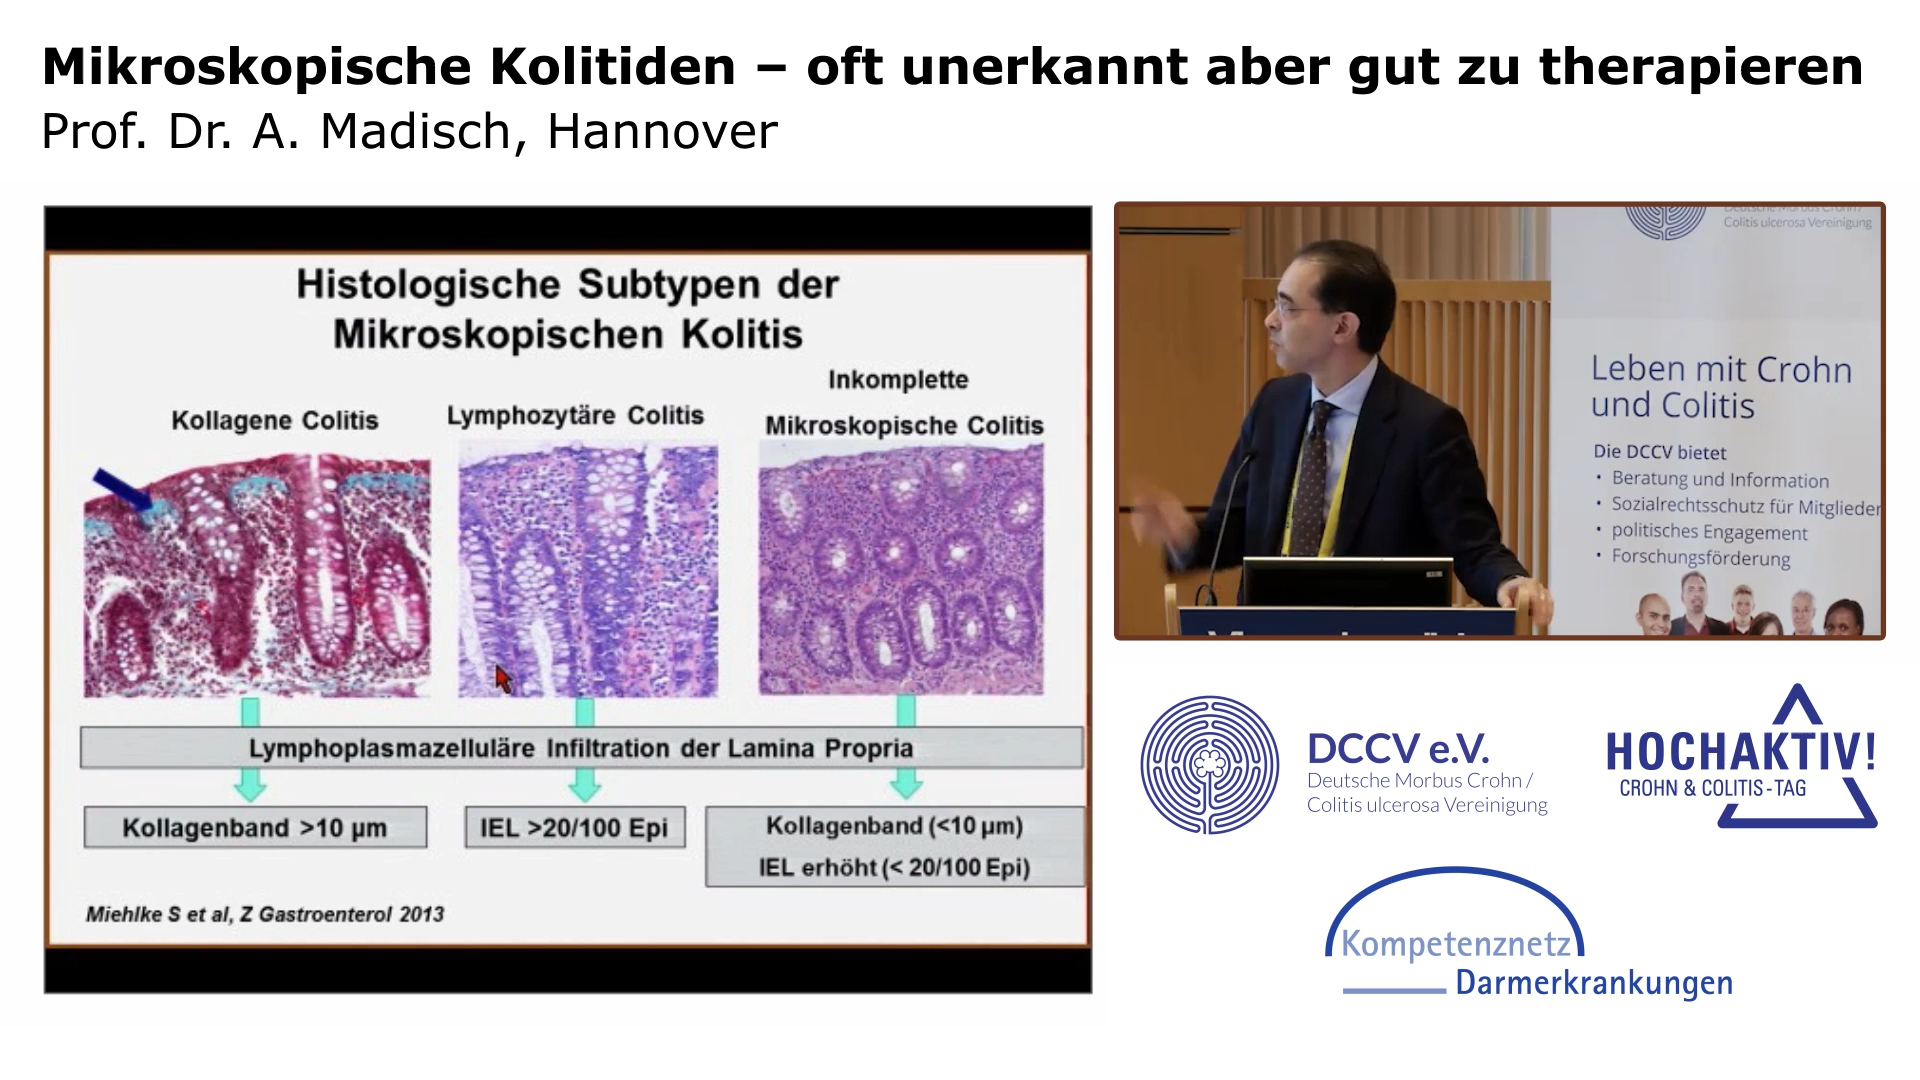 Mikroskopische Kolitiden – oft unerkannt aber gut zu therapieren
Prof. Dr. A. Madisch, Hannover
Histologische Subtypen der
Mikroskopischen Kolitis
Kollagene Colitis
Lymphozytäre Colitis
Inkomplette
Mikroskopische Colitis
Lymphoplasmazelluläre Infiltration der Lamina Propria
Kollagenband >10 µm
IEL >20/100 Epi
Kollagenband (<10 µm)
IEL erhöht (< 20/100 Epi)
Miehlke S et al, Z Gastroenterol 2013
Deutsche Morbus Crohn /
Colitis ulcerosa Vereinigung
Leben mit Crohn
und Colitis
Die DCCV bietet
• Beratung und Information
• Sozialrechtsschutz für Mitglieder
• politisches Engagement
• Forschungsförderung
DCCV e.V.
Deutsche Morbus Crohn /
Colitis ulcerosa Vereinigung
HOCHAKTIV!
CROHN & COLITIS-TAG
Kompetenznetz
Darmerkrankungen